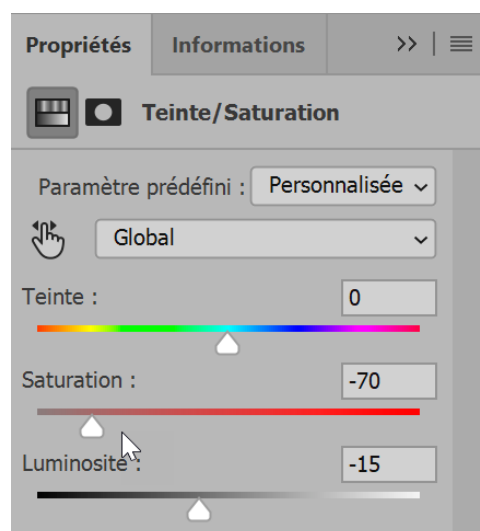 Propriétés Informations
Teinte/Saturation
Paramètre prédéfini : Personnalisée
Global
Teinte : 0
Saturation : -70
Luminosité : -15